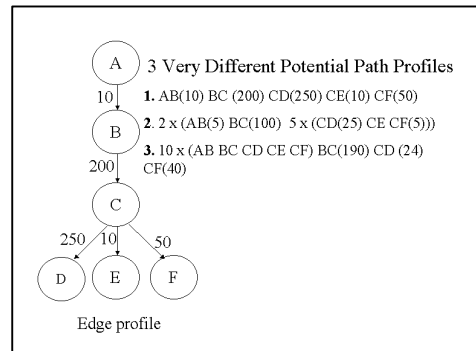 A
3 Very Different Potential Path Profiles
10
1. AB(10) BC (200) CD(250) CE(10) CF(50)
B
2. 2 x (AB(5) BC(100) 5 x (CD(25) CE CF(5)))
3. 10 x (AB BC CD CE CF) BC(190) CD (24)
CF(40)
200
C
250 10 50
D E F
Edge profile